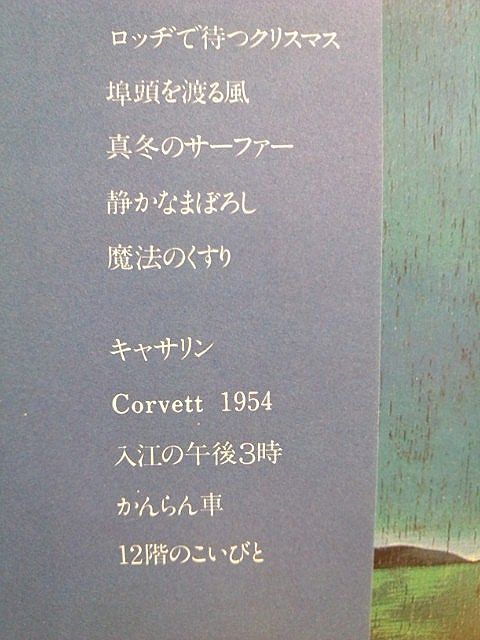 ロッヂで待つクリスマス
埠頭を渡る風
真冬のサーファー
静かなまぼろし
魔法のくすり
キャサリン
Corvett 1954
入江の午後3時
かんらん車
12階のこいびと